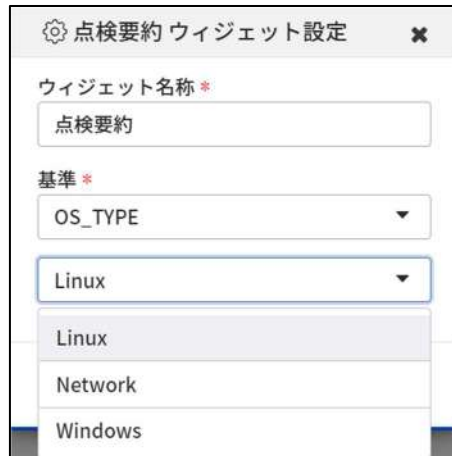 点検要約 ウィジェット設定
ウィジェット名称 *
点検要約
基準 *
OS_TYPE
Linux
Linux
Network
Windows